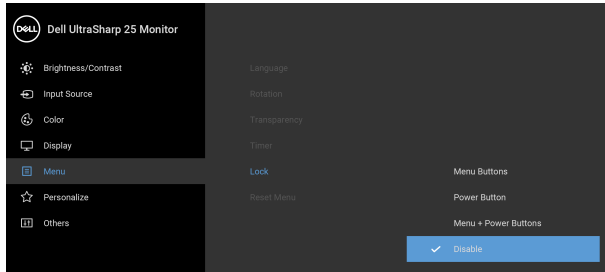 DELL Dell UltraSharp 25 Monitor
Brightness/Contrast
Input Source
Color
Display
Menu
Personalize
Others
Language
Rotation
Transparency
Timer
Lock
Reset Menu
Menu Buttons
Power Button
Menu + Power Buttons
Disable